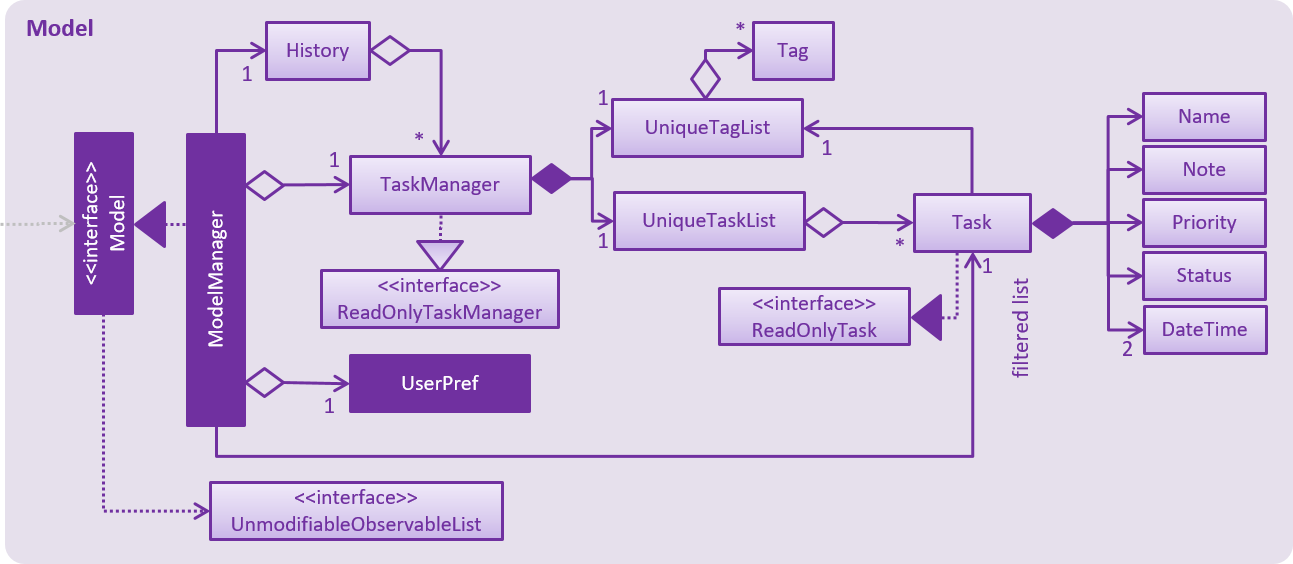 Model
History
1
*
Tag
*
1
UniqueTagList
1
Name
Note
Priority
Status
DateTime
2
<<interface>>
Model
ModelManager
1
TaskManager
UniqueTaskList
1
*
Task
1
<<interface>>
ReadOnlyTaskManager
<<interface>>
ReadOnlyTask
filtered list
UserPref
1
<<interface>>
UnmodifiableObservableList